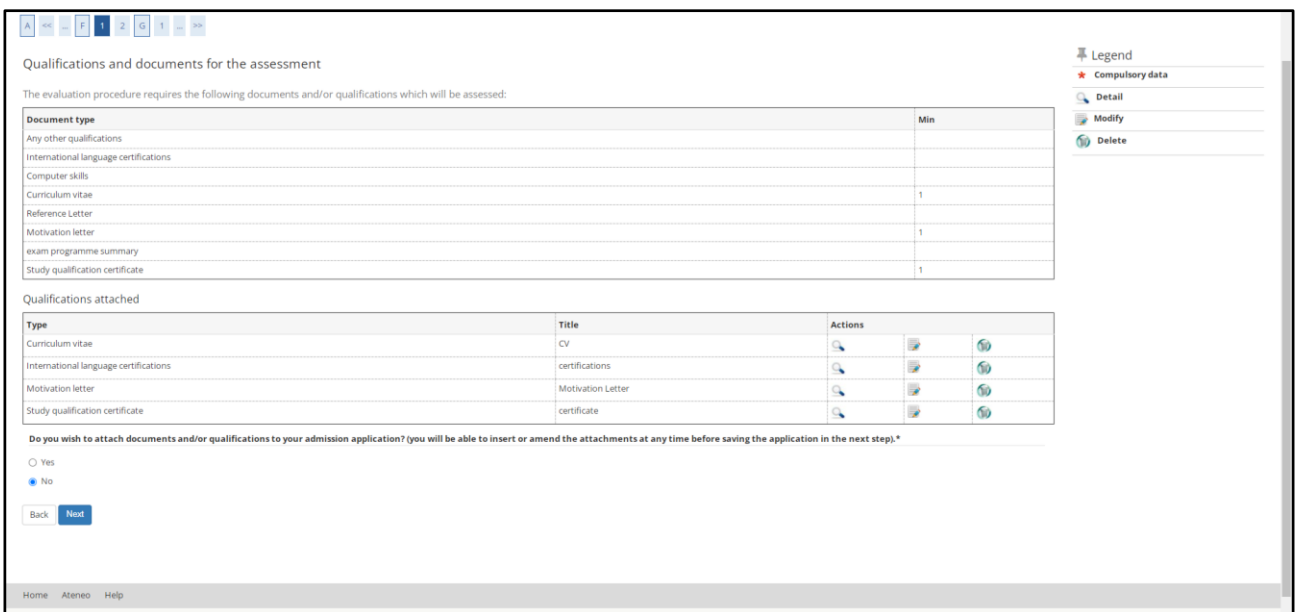 A << ... F 1 2 G 1 ... >>
Qualifications and documents for the assessment
The evaluation procedure requires the following documents and/or qualifications which will be assessed:
Document type Min
Any other qualifications
International language certifications
Computer skills
Curriculum vitae 1
Reference Letter
Motivation letter 1
exam programme summary
Study qualification certificate 1
Qualifications attached
Type Title Actions
Curriculum vitae CV
International language certifications certifications
Motivation letter Motivation Letter
Study qualification certificate certificate
Do you wish to attach documents and/or qualifications to your admission application? (you will be able to insert or amend the attachments at any time before saving the application in the next step).*
Yes
No
Back Next
Legend
Compulsory data
Detail
Modify
Delete
Home Ateneo Help